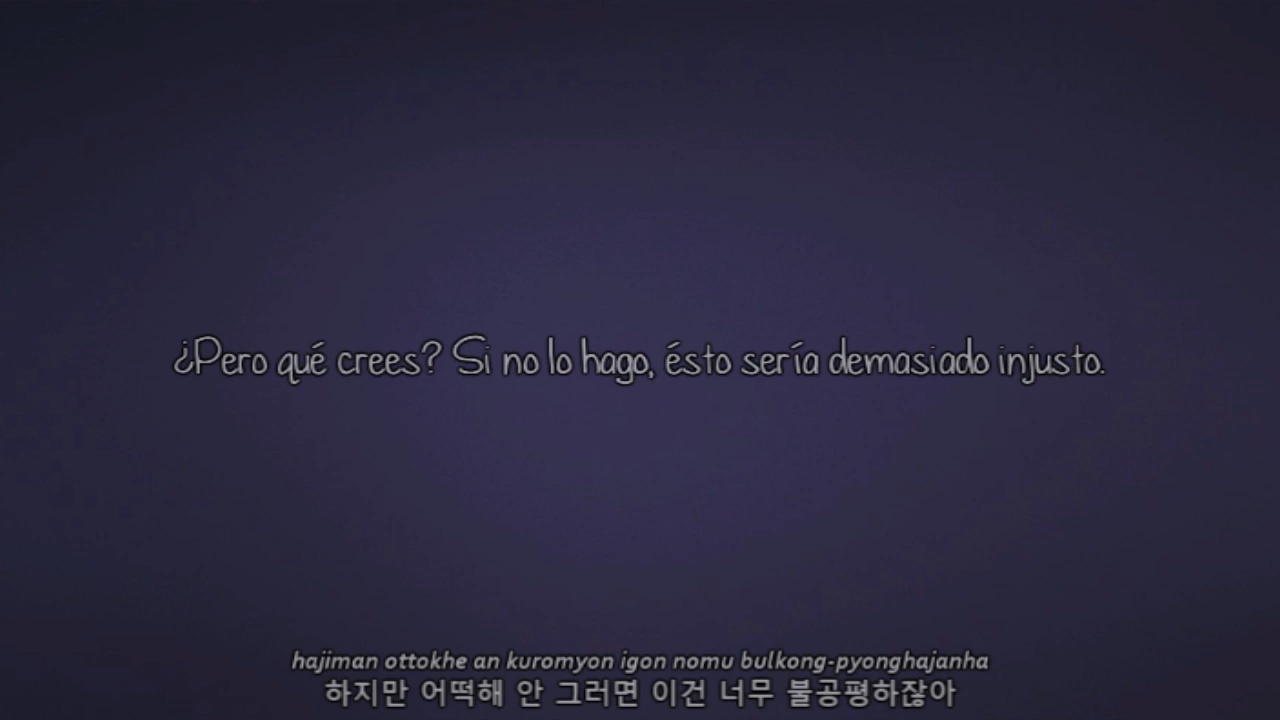 ¿Pero qué crees? Si no lo hago, ésto sería demasiado injusto.
hajiman ottokhe an kuromyon igon nomu bulkong-pyonghajanha
하지만 어떡해 안 그러면 이건 너무 불공평하잖아